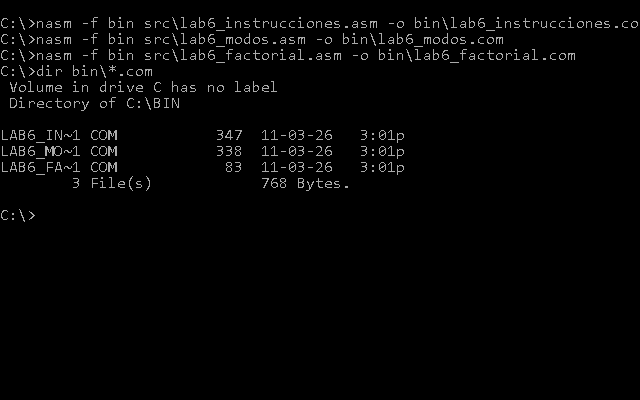 C:\>nasm -f bin src\lab6_instrucciones.asm -o bin\lab6_instrucciones.co
C:\>nasm -f bin src\lab6_modos.asm -o bin\lab6_modos.com
C:\>nasm -f bin src\lab6_factorial.asm -o bin\lab6_factorial.com
C:\>dir bin\*.com
Volume in drive C has no label
Directory of C:\BIN
LAB6_IN~1 COM 347 11-03-26 3:01p
LAB6_MO~1 COM 338 11-03-26 3:01p
LAB6_FA~1 COM 83 11-03-26 3:01p
3 File(s) 768 Bytes.
C:\>